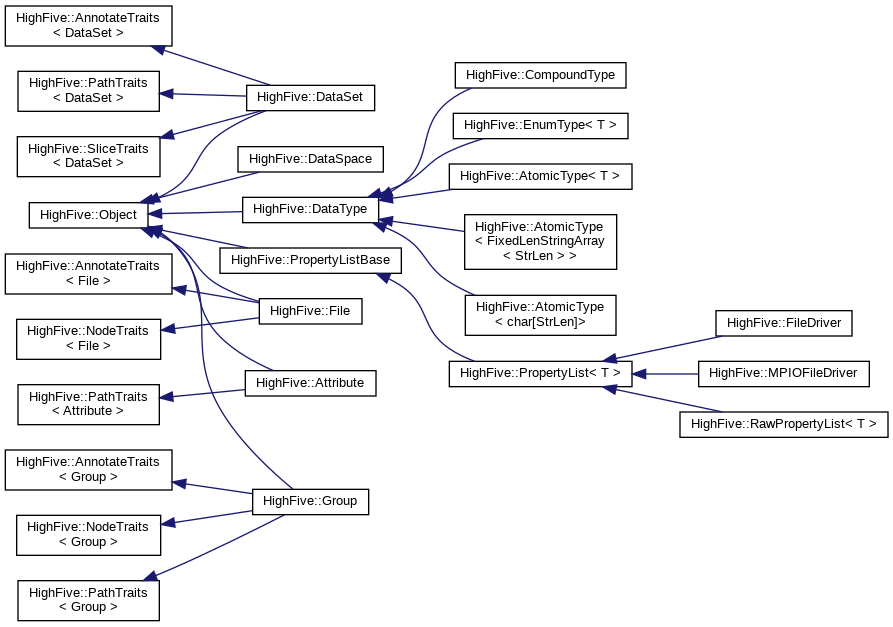 HighFive::AnnotateTraits
< DataSet >
HighFive::PathTraits
< DataSet >
HighFive::SliceTraits
< DataSet >
HighFive::Object
HighFive::AnnotateTraits
< File >
HighFive::NodeTraits
< File >
HighFive::PathTraits
< Attribute >
HighFive::AnnotateTraits
< Group >
HighFive::NodeTraits
< Group >
HighFive::PathTraits
< Group >
HighFive::DataSet
HighFive::DataSpace
HighFive::DataType
HighFive::PropertyListBase
HighFive::File
HighFive::Attribute
HighFive::Group
HighFive::CompoundType
HighFive::EnumType< T >
HighFive::AtomicType< T >
HighFive::AtomicType
< FixedLenStringArray
< StrLen > >
HighFive::AtomicType
< char[StrLen]>
HighFive::PropertyList< T >
HighFive::FileDriver
HighFive::MPIOFileDriver
HighFive::RawPropertyList< T >